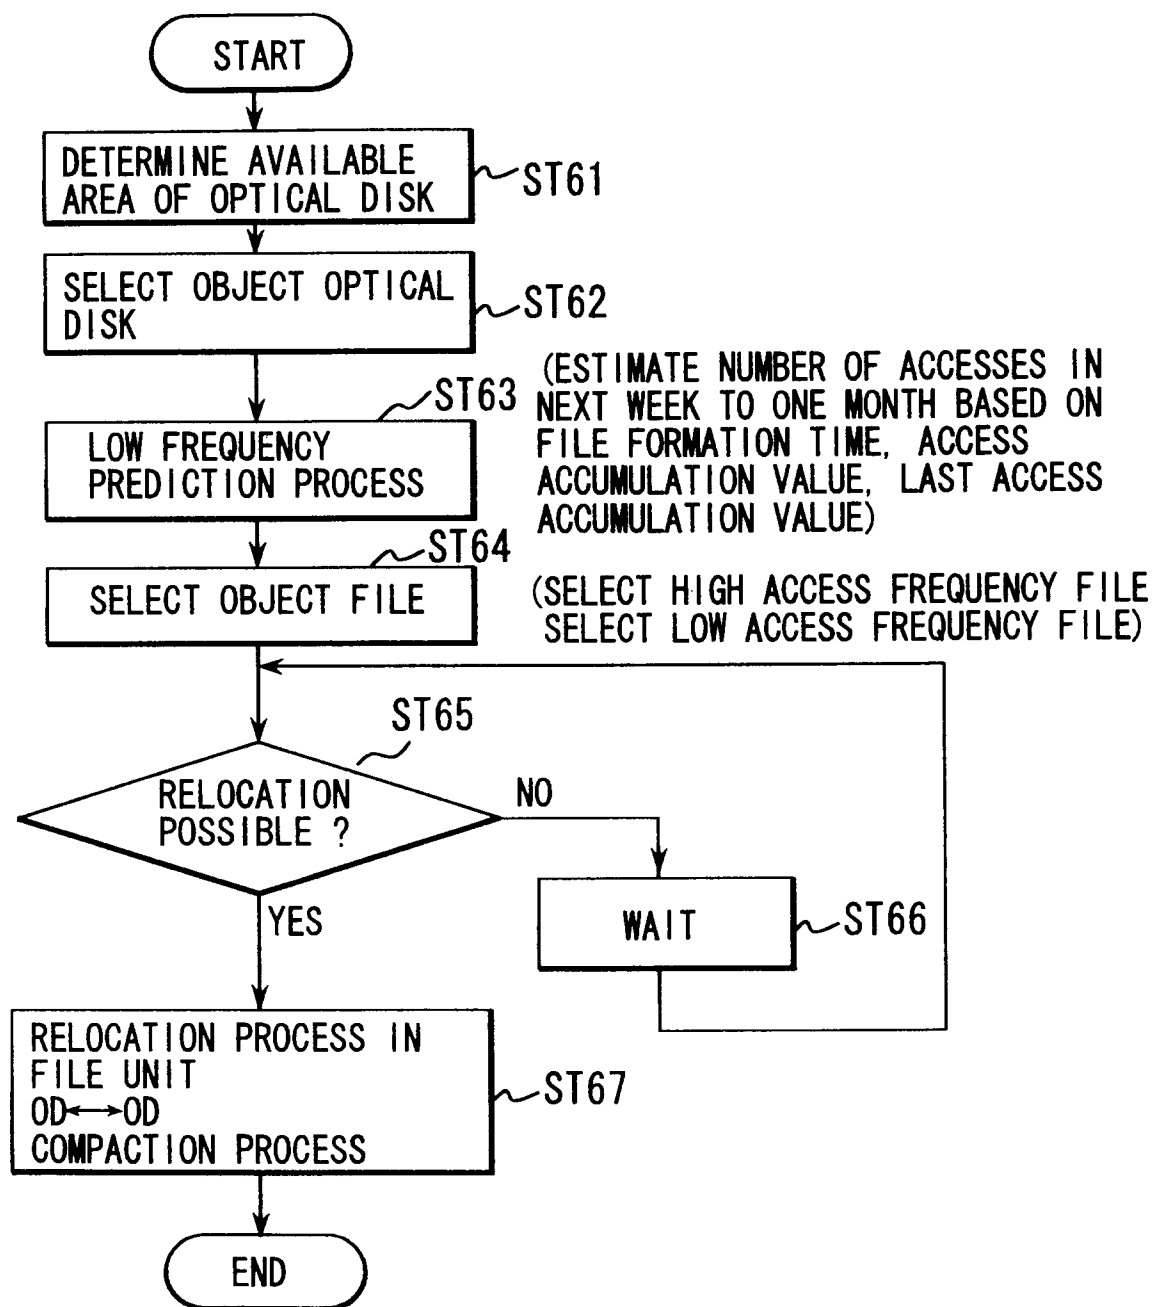 START
DETERMINE AVAILABLE
AREA OF OPTICAL DISK
ST61
SELECT OBJECT OPTICAL
DISK
ST62
ST63
LOW FREQUENCY
PREDICTION PROCESS
(ESTIMATE NUMBER OF ACCESSES IN
NEXT WEEK TO ONE MONTH BASED ON
FILE FORMATION TIME, ACCESS
ACCUMULATION VALUE, LAST ACCESS
ACCUMULATION VALUE)
ST64
SELECT OBJECT FILE
(SELECT HIGH ACCESS FREQUENCY FILE
SELECT LOW ACCESS FREQUENCY FILE)
ST65
RELOCATION
POSSIBLE ?
NO
YES
WAIT
ST66
RELOCATION PROCESS IN
FILE UNIT
OD↔OD
COMPACTION PROCESS
ST67
END